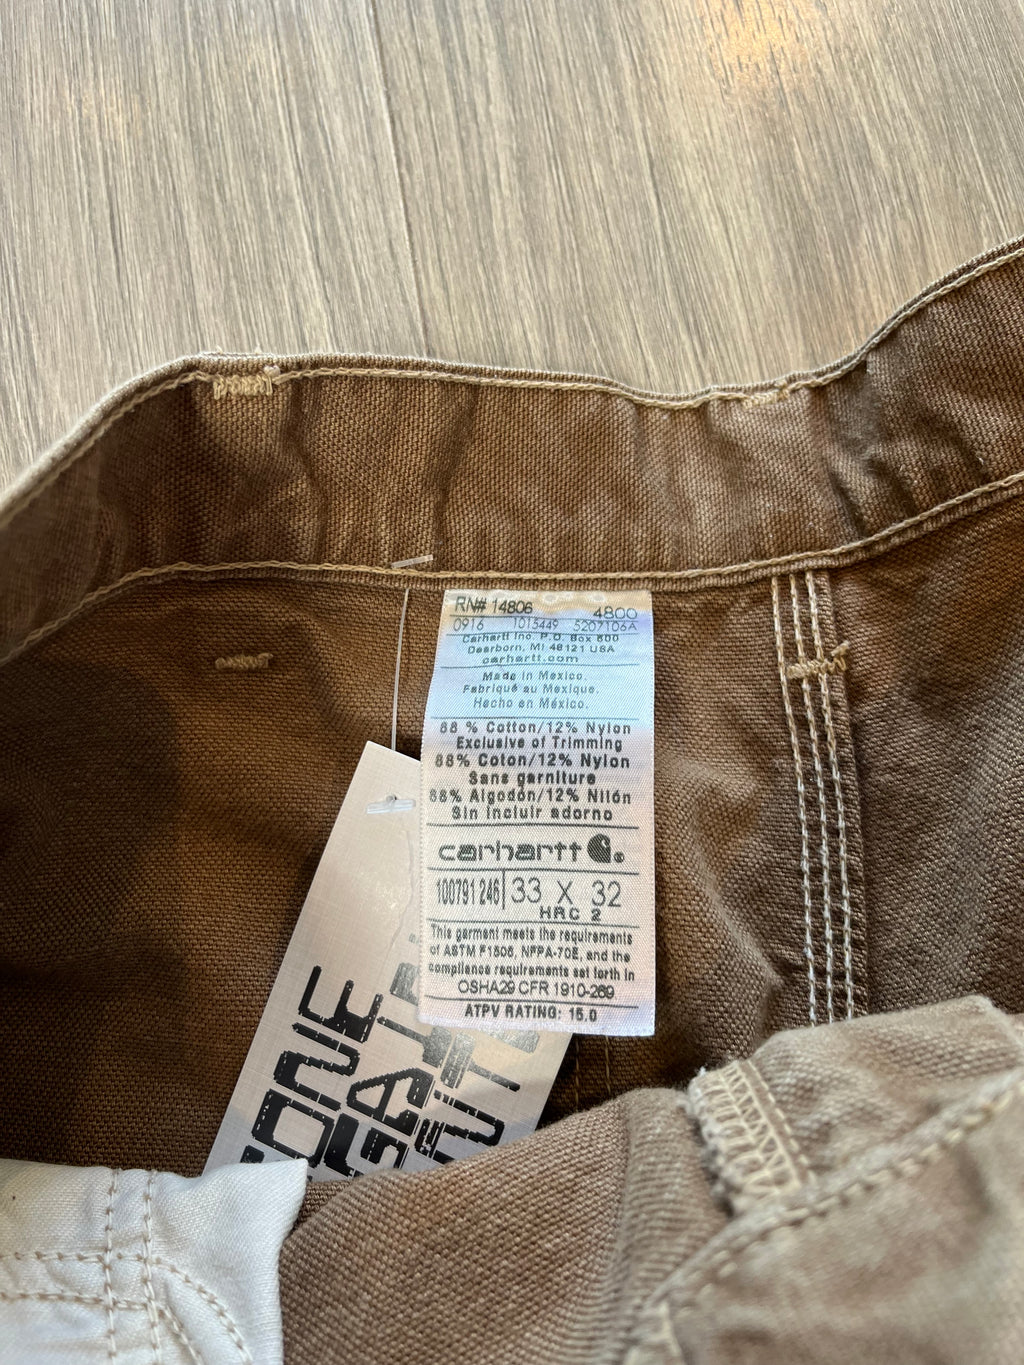 RN# 14806 4800
0916 1015449 5207106A
Carhartt Inc. P.O. Box 600
Dearborn, MI 48121 USA
carhartt.com
Made in Mexico.
Fabriqué au Mexique.
Hecho en México.
88 % Cotton/12% Nylon
Exclusive of Trimming
88% Coton/12% Nylon
Sans garniture
88% Algodón/12% Nilón
Sin incluir adorno
carhartt
100791 246 33 X 32
HRC 2
This garment meets the requirements
of ASTM F1506, NFPA-70E, and the
compliance requirements set forth in
OSHA29 CFR 1910-269
ATPV RATING: 15.0